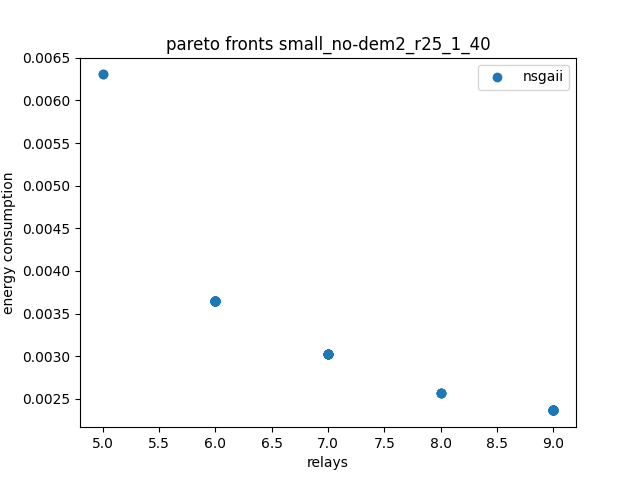 pareto fronts small_no-dem2_r25_1_40
nsgaii
energy consumption
0.0065
0.0060
0.0055
0.0050
0.0045
0.0040
0.0035
0.0030
0.0025
5.0 5.5 6.0 6.5 7.0 7.5 8.0 8.5 9.0
relays